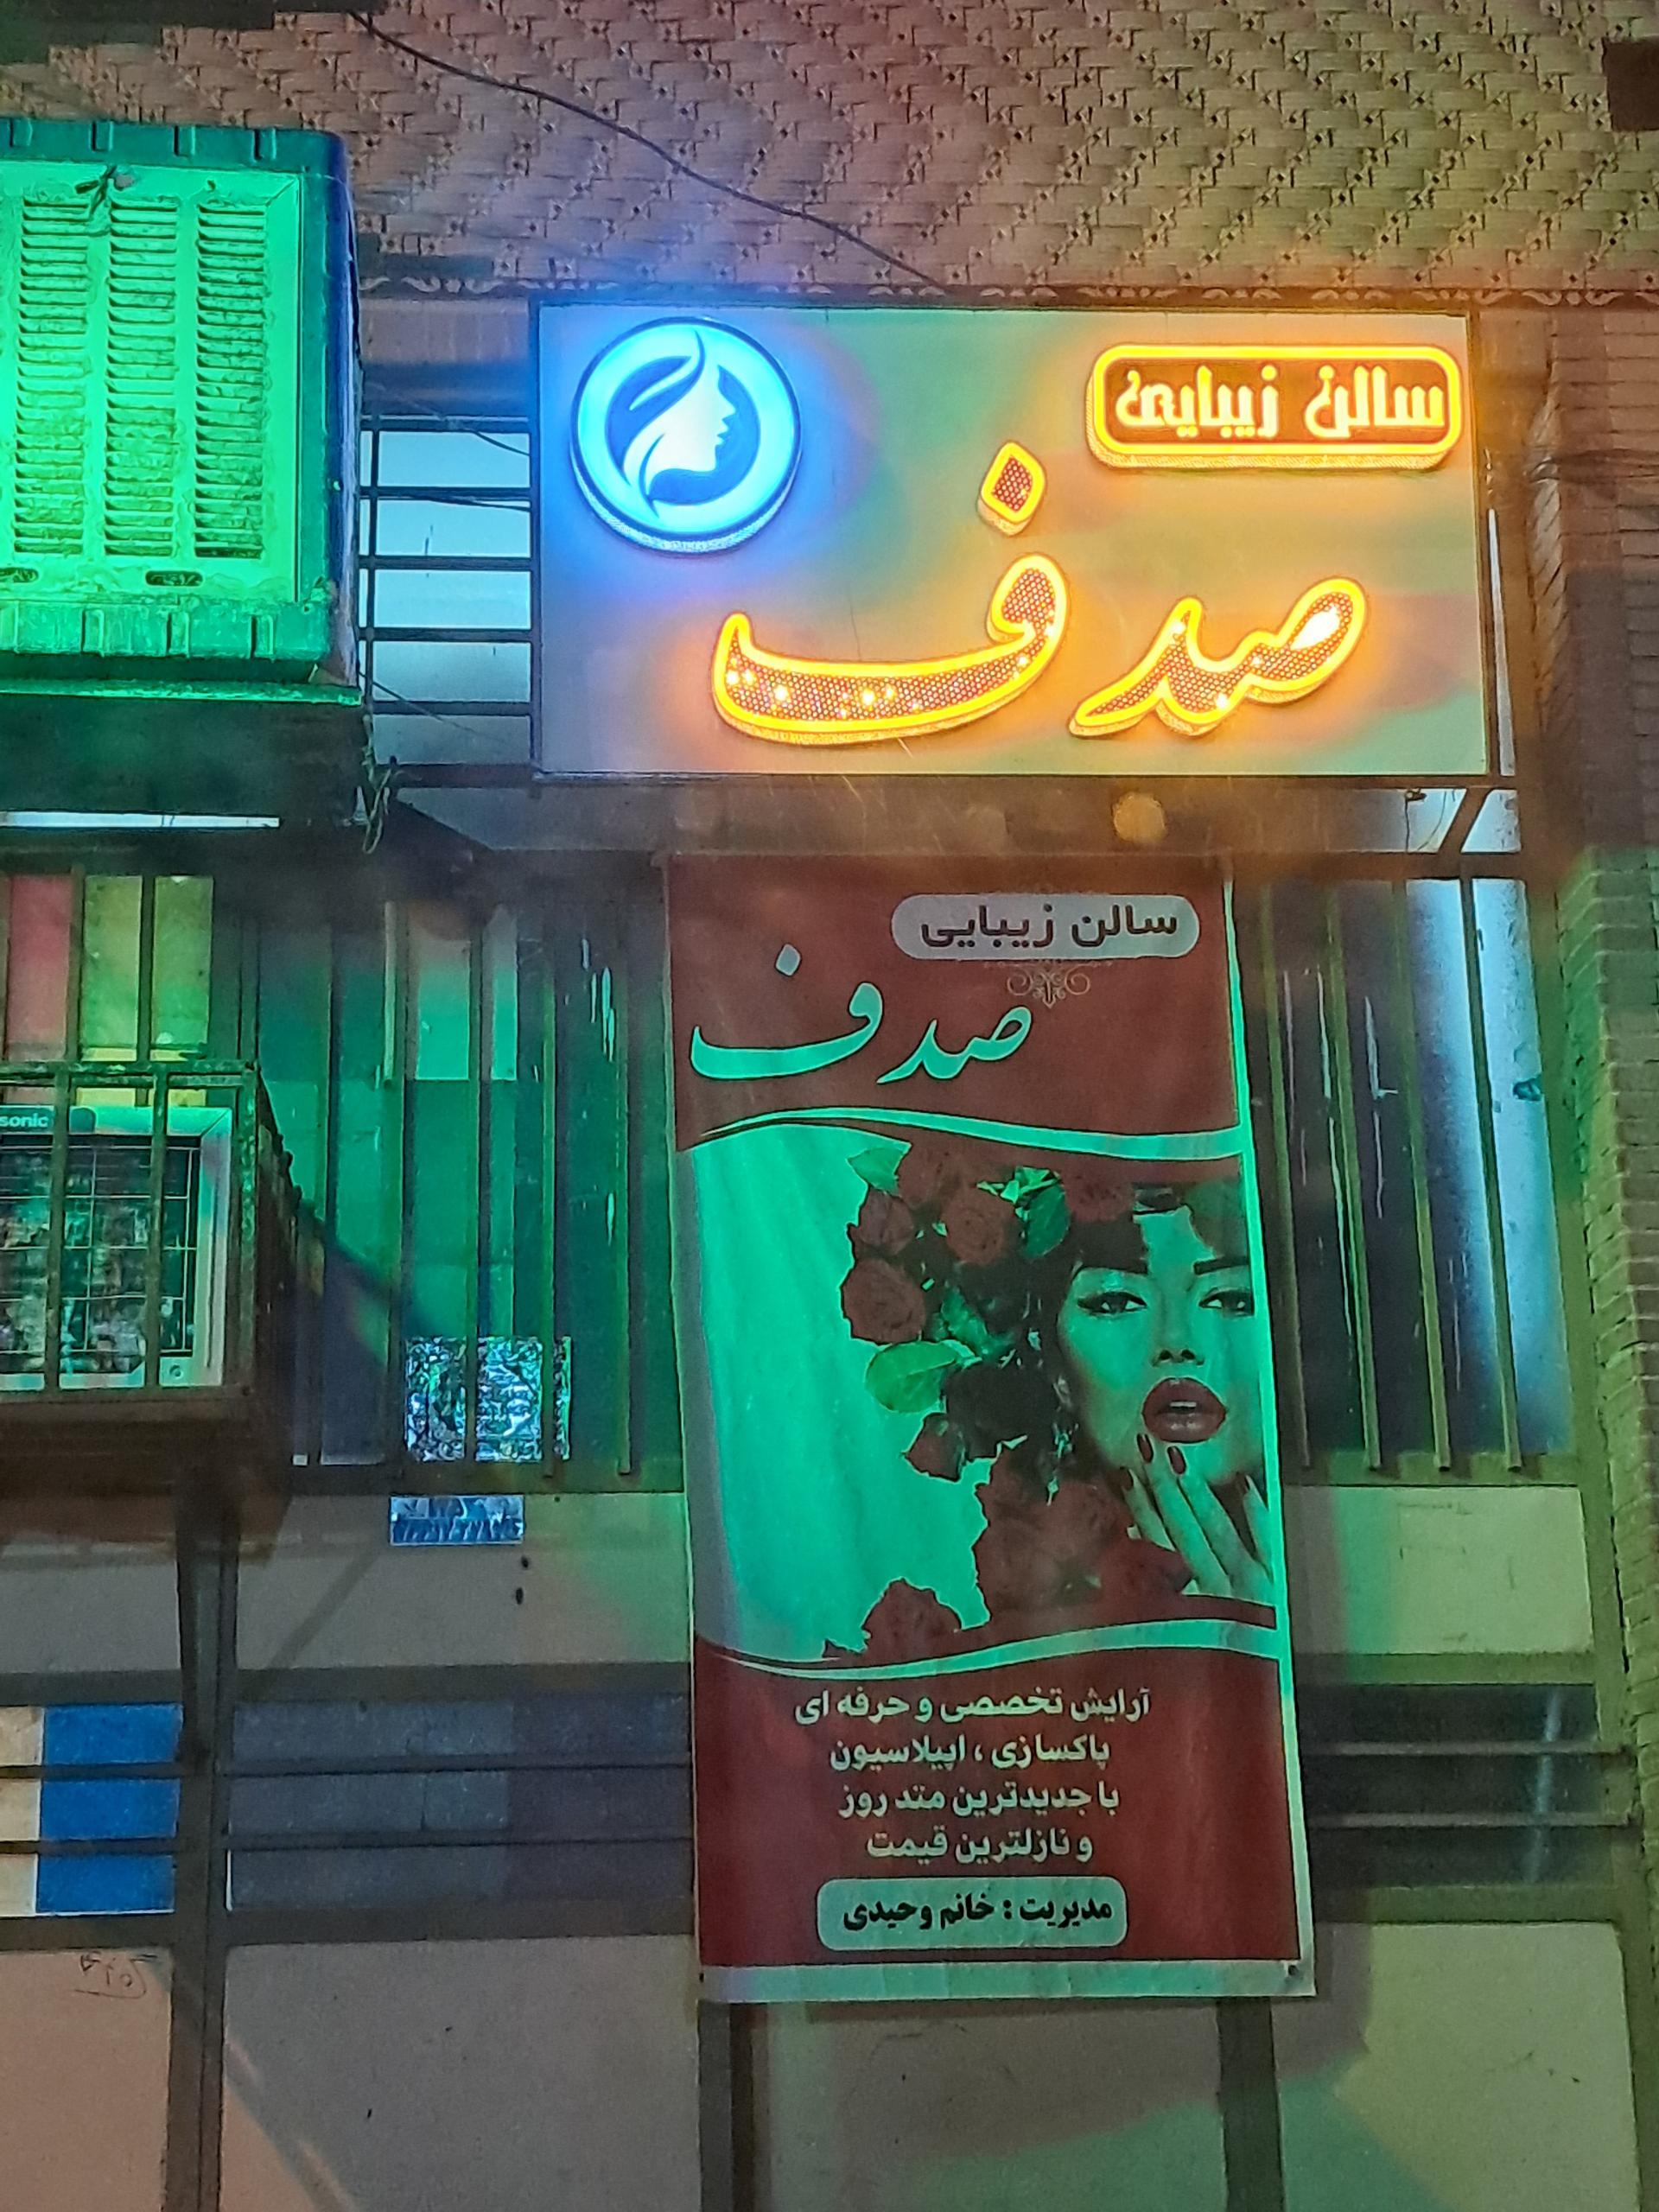 سالن زیبایی
صدف
سالن زیبایی
صدف
sonic
آرایش تخصصی و حرفه ای
پاکسازی ، اپیلاسیون
با جدیدترین متد روز
و نازلترین قیمت
مدیریت : خانم وحیدی